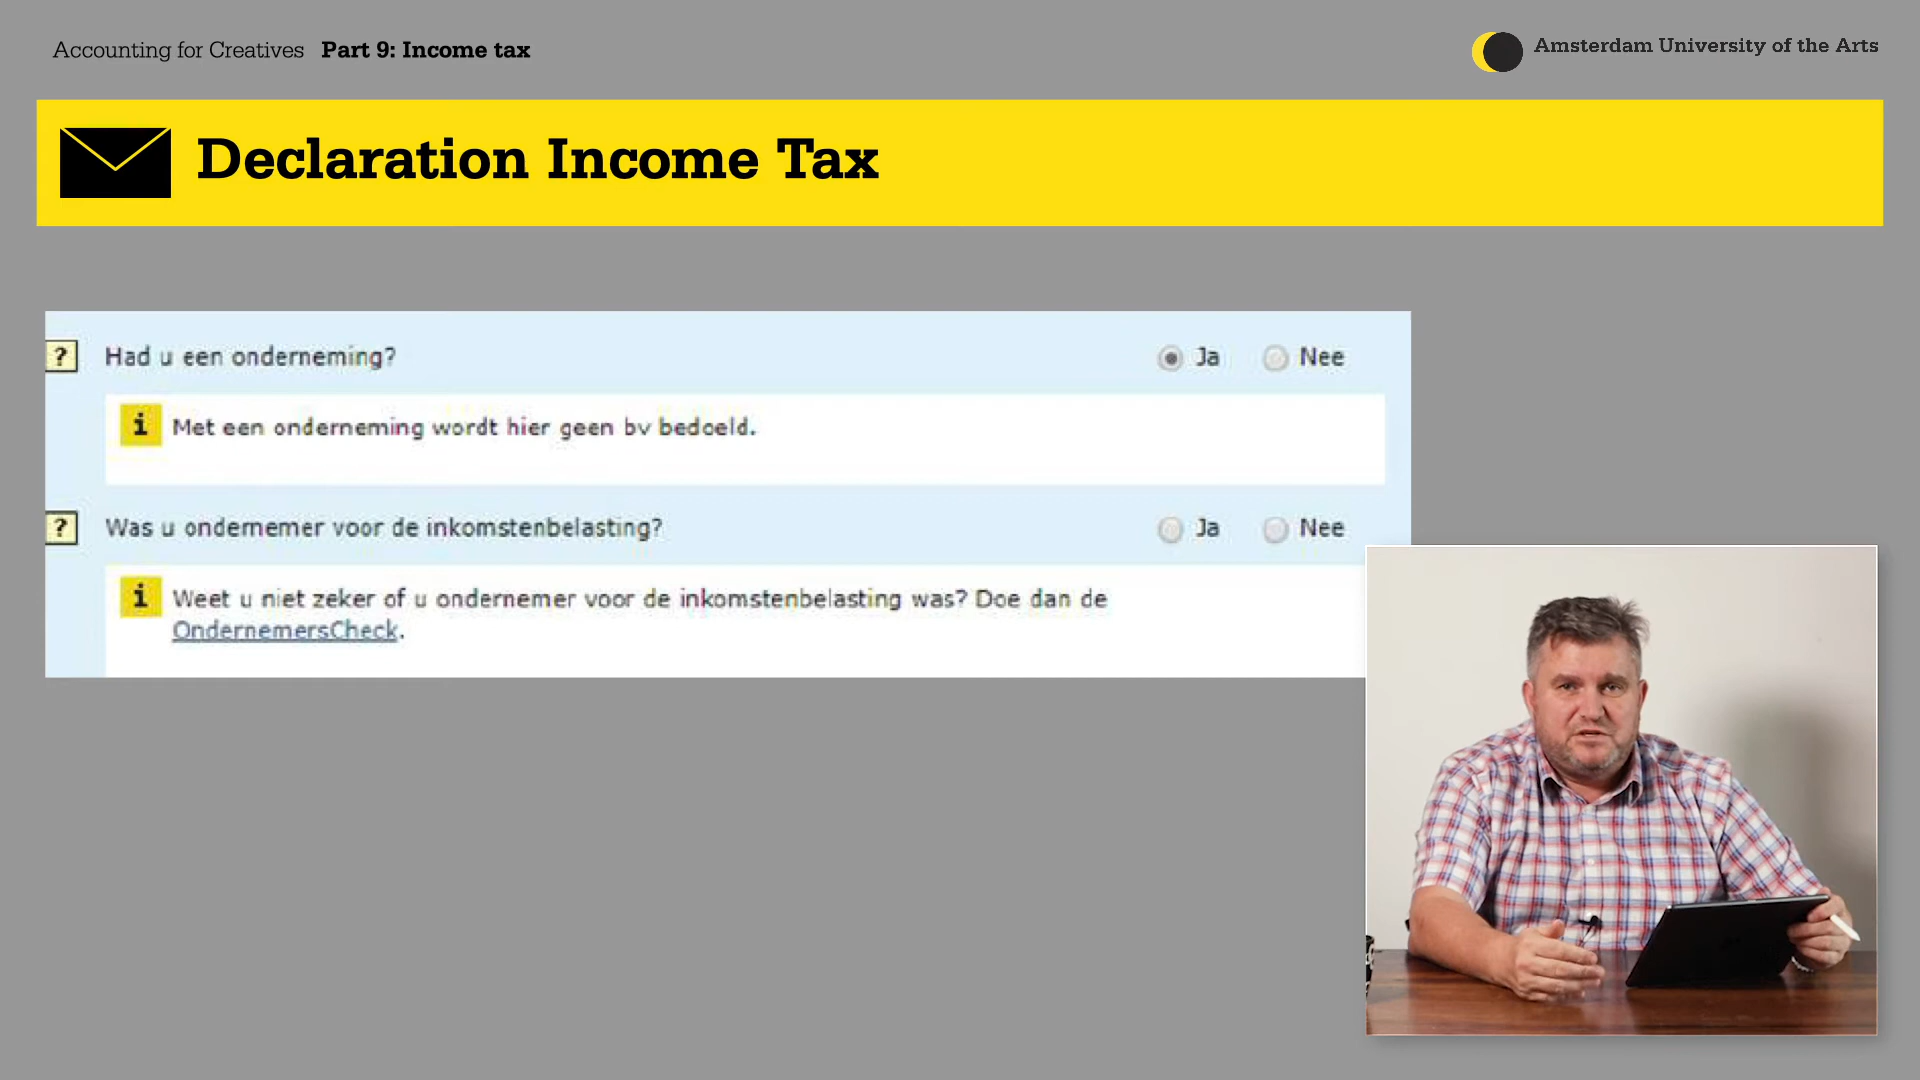 Accounting for Creatives Part 9: Income tax
Amsterdam University of the Arts
Declaration Income Tax
? Had u een onderneming? Ja Nee
i Met een onderneming wordt hier geen bv bedoeld.
? Was u ondernemer voor de inkomstenbelasting? Ja Nee
i Weet u niet zeker of u ondernemer voor de inkomstenbelasting was? Doe dan de
OndernemersCheck.